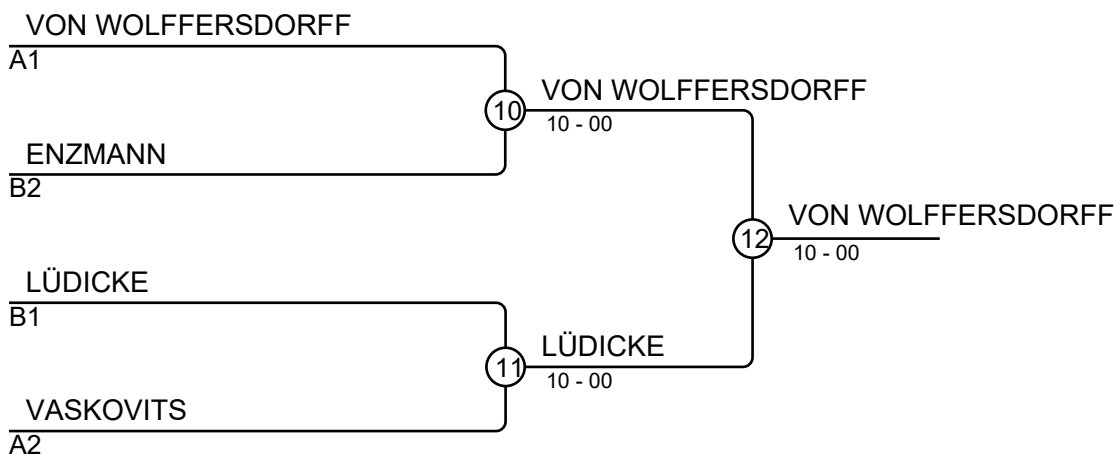 VON WOLFFERSDORFF
A1
10
VON WOLFFERSDORFF
10 - 00
ENZMANN
B2
12
VON WOLFFERSDORFF
10 - 00
LÜDICKE
B1
11
LÜDICKE
10 - 00
VASKOVITS
A2